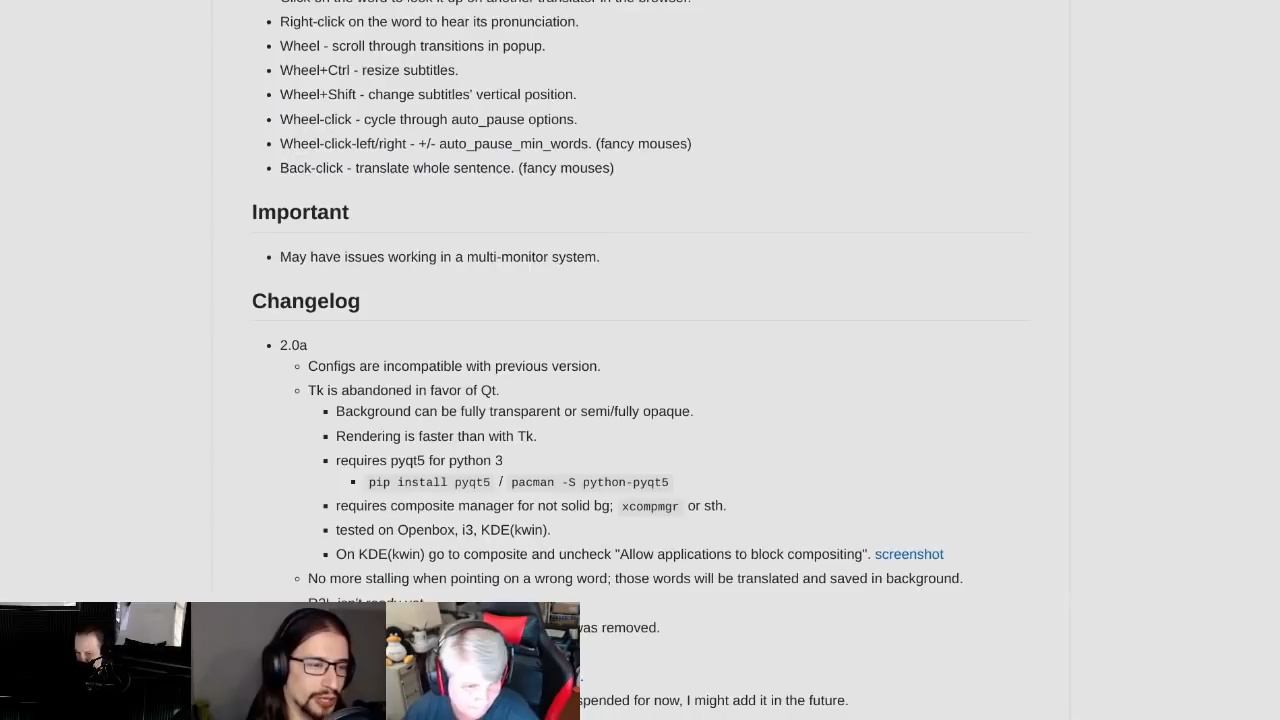 Right-click on the word to hear its pronunciation.
Wheel - scroll through transitions in popup.
Wheel+Ctrl - resize subtitles.
Wheel+Shift - change subtitles' vertical position.
Wheel-click - cycle through auto_pause options.
Wheel-click-left/right - +/- auto_pause_min_words. (fancy mouses)
Back-click - translate whole sentence. (fancy mouses)
Important
May have issues working in a multi-monitor system.
Changelog
2.0a
Configs are incompatible with previous version.
Tk is abandoned in favor of Qt.
Background can be fully transparent or semi/fully opaque.
Rendering is faster than with Tk.
requires pyqt5 for python 3
pip install pyqt5 / pacman -S python-pyqt5
requires composite manager for not solid bg; xcompmgr or sth.
tested on Openbox, i3, KDE(kwin).
On KDE(kwin) go to composite and uncheck "Allow applications to block compositing". screenshot
No more stalling when pointing on a wrong word; those words will be translated and saved in background.
was removed.
spended for now, I might add it in the future.